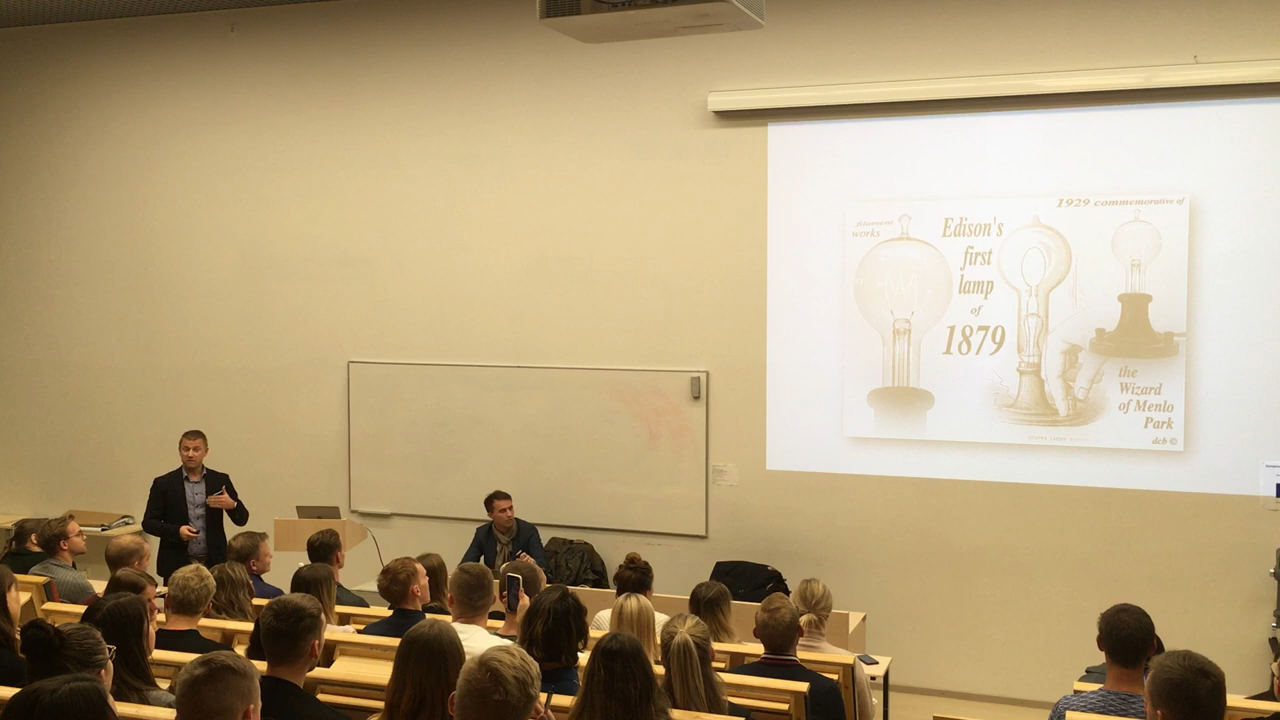 filament
works
Edison's
first
lamp
of
1879
1929 commemorative of
the
Wizard
of Menlo
Park
dcb ©